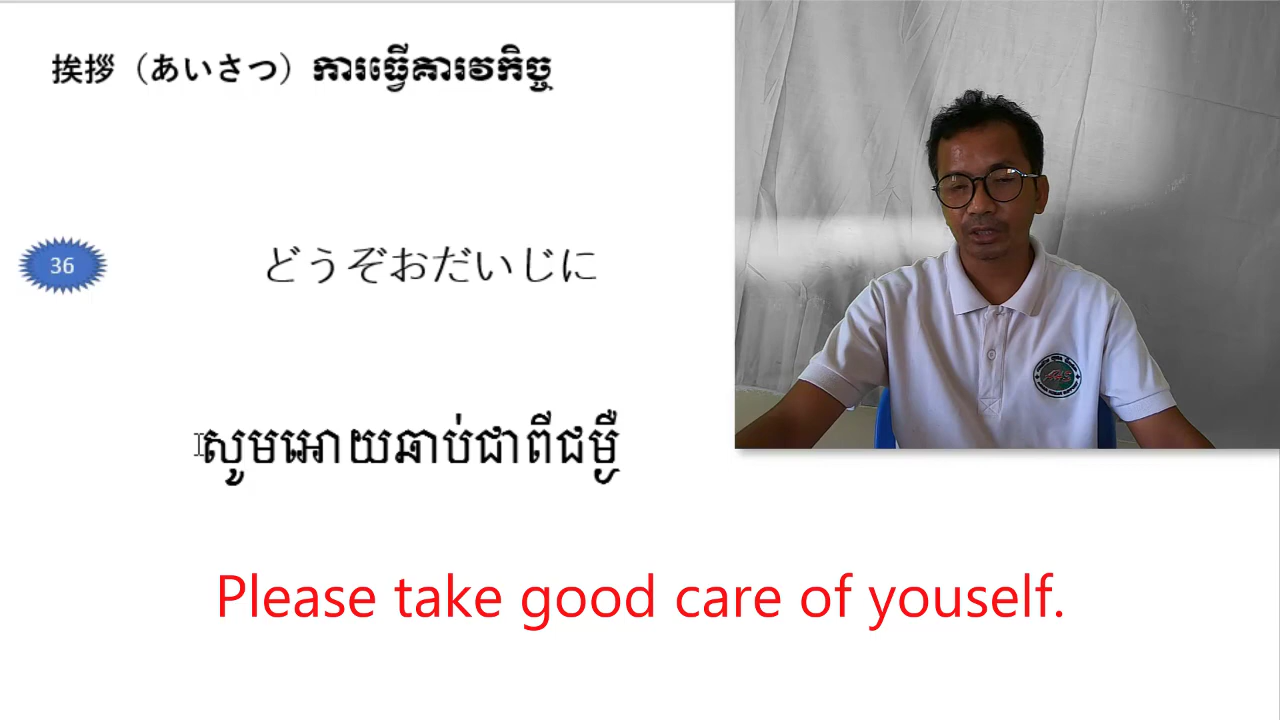 挨拶（あいさつ）ការធ្វើគារវកិច្ច
36
どうぞおだいじに
សូមអោយឆាប់ជាពីជម្ងឺ
Please take good care of youself.